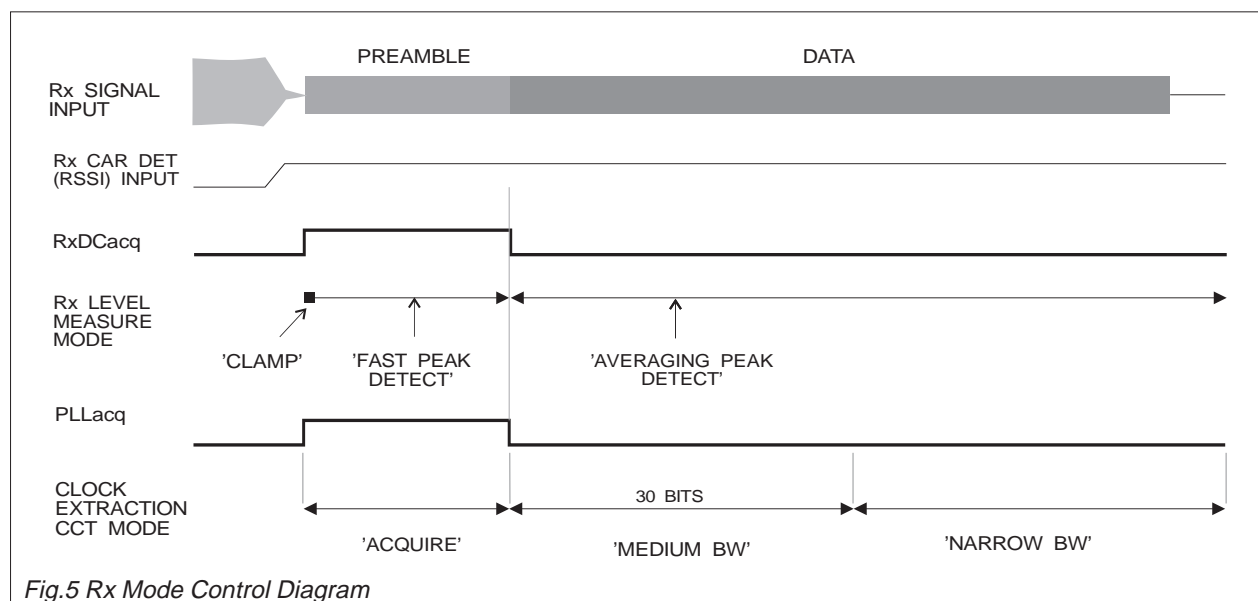 PREAMBLE DATA
Rx SIGNAL
INPUT
Rx CAR DET
(RSSI) INPUT
RxDCacq
Rx LEVEL
MEASURE
MODE
'CLAMP'
'FAST PEAK
DETECT'
'AVERAGING PEAK
DETECT'
PLLacq
CLOCK
EXTRACTION
CCT MODE
30 BITS
'ACQUIRE'
'MEDIUM BW'
'NARROW BW'
Fig.5 Rx Mode Control Diagram